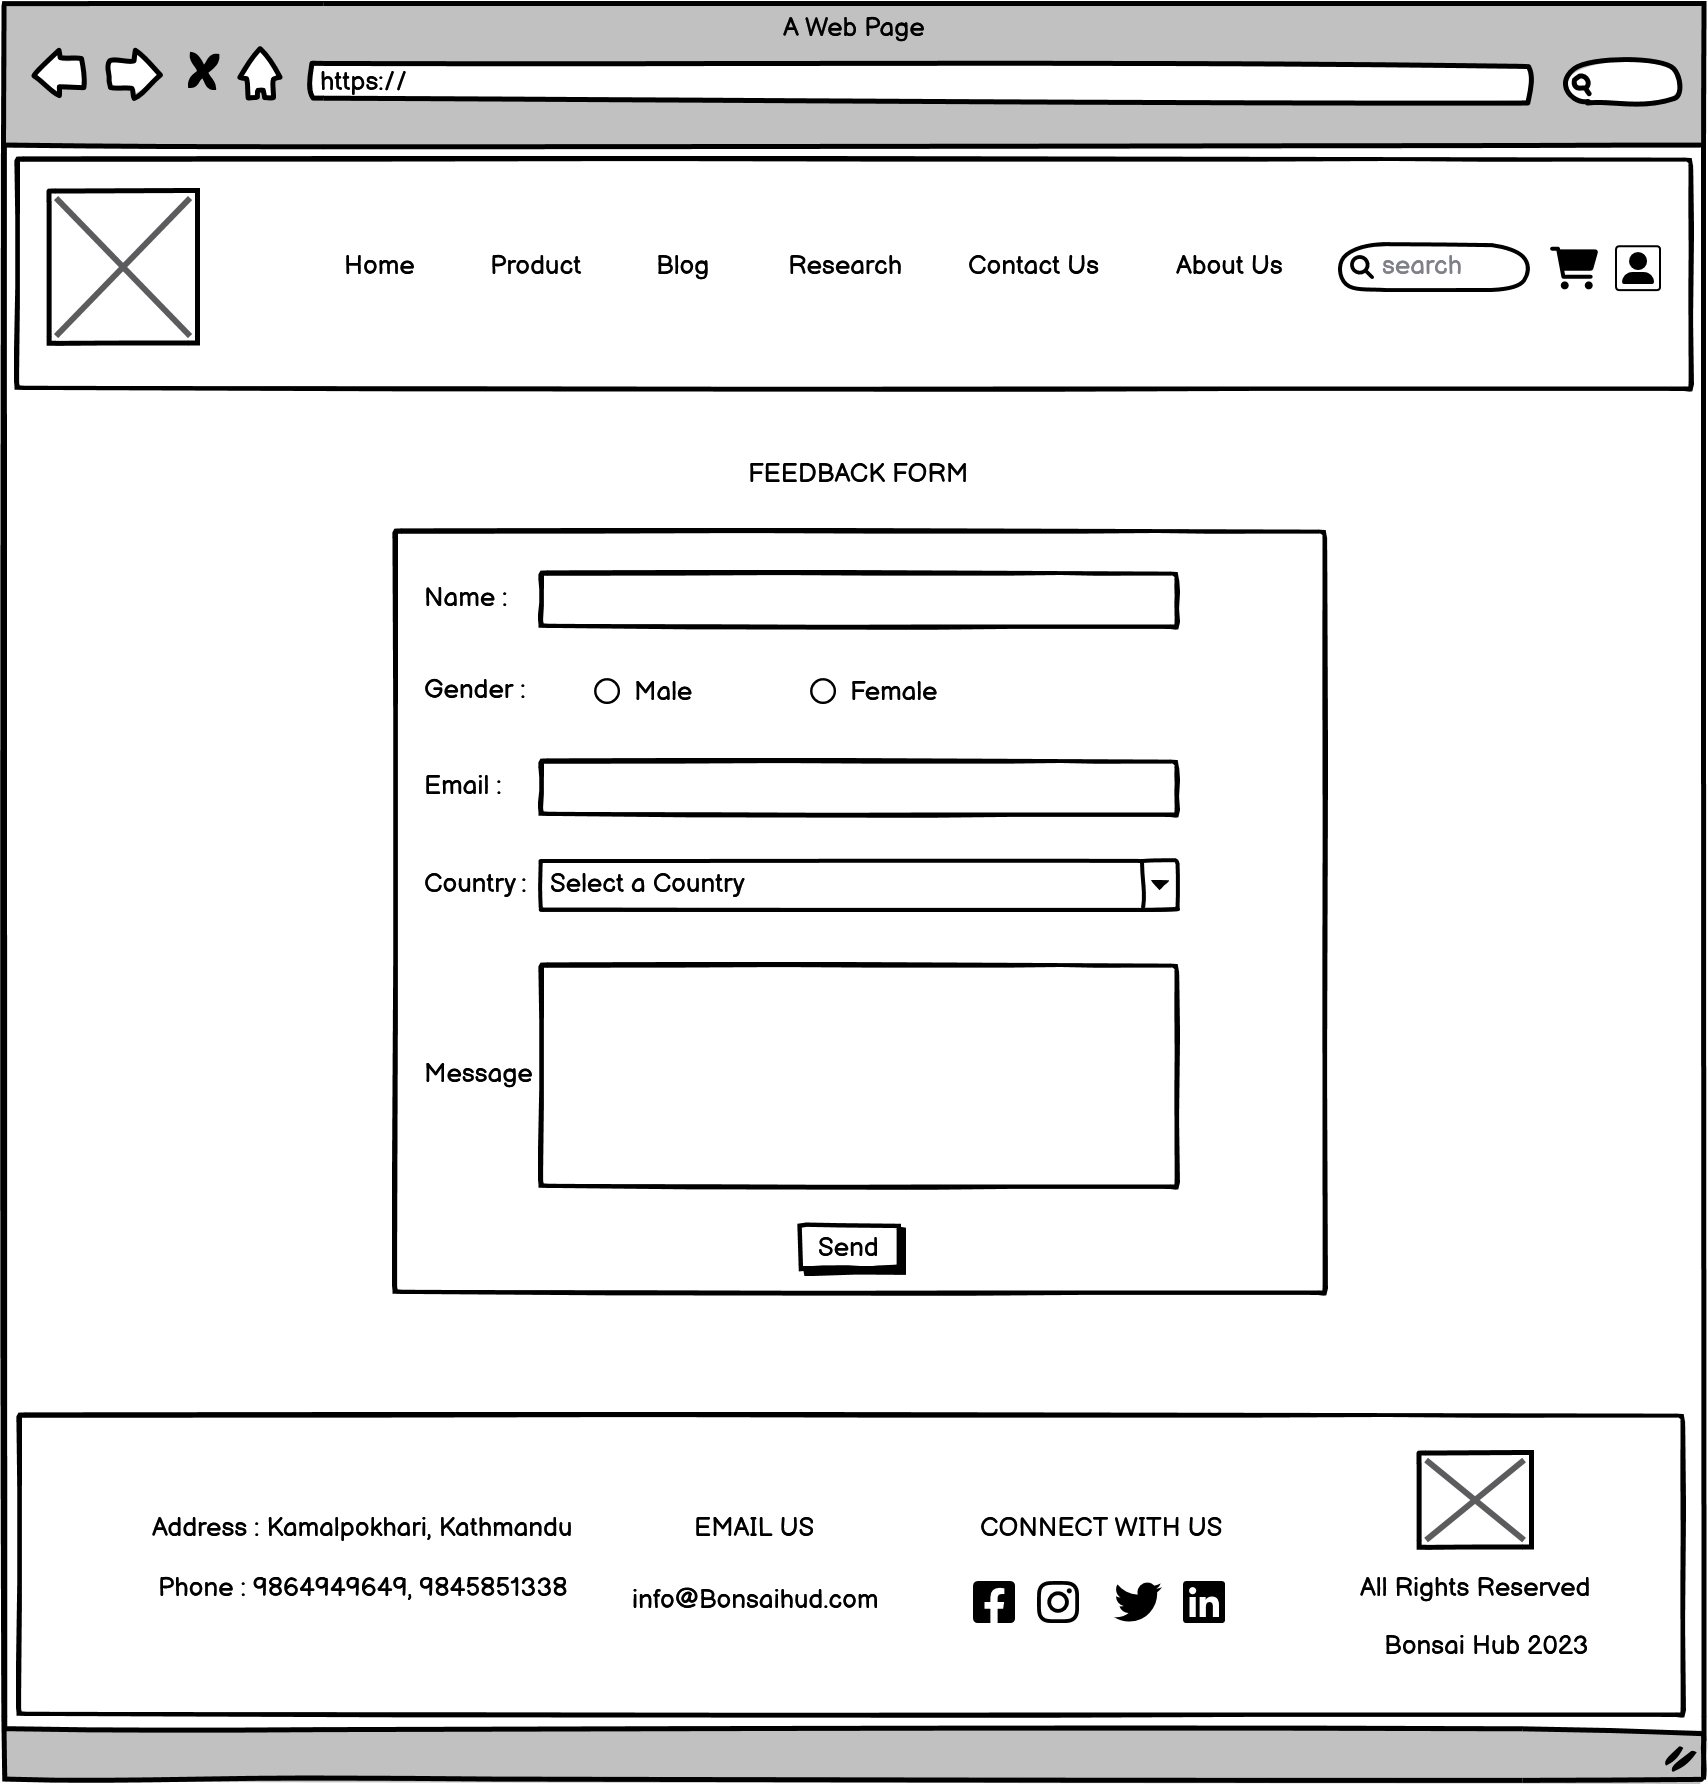 A Web Page
https://
Home Product Blog Research Contact Us About Us search
FEEDBACK FORM
Name :
Gender : Male Female
Email :
Country : Select a Country
Message
Send
Address : Kamalpokhari, Kathmandu
Phone : 9864949649, 9845851338
EMAIL US
info@Bonsaihud.com
CONNECT WITH US
f in
All Rights Reserved
Bonsai Hub 2023